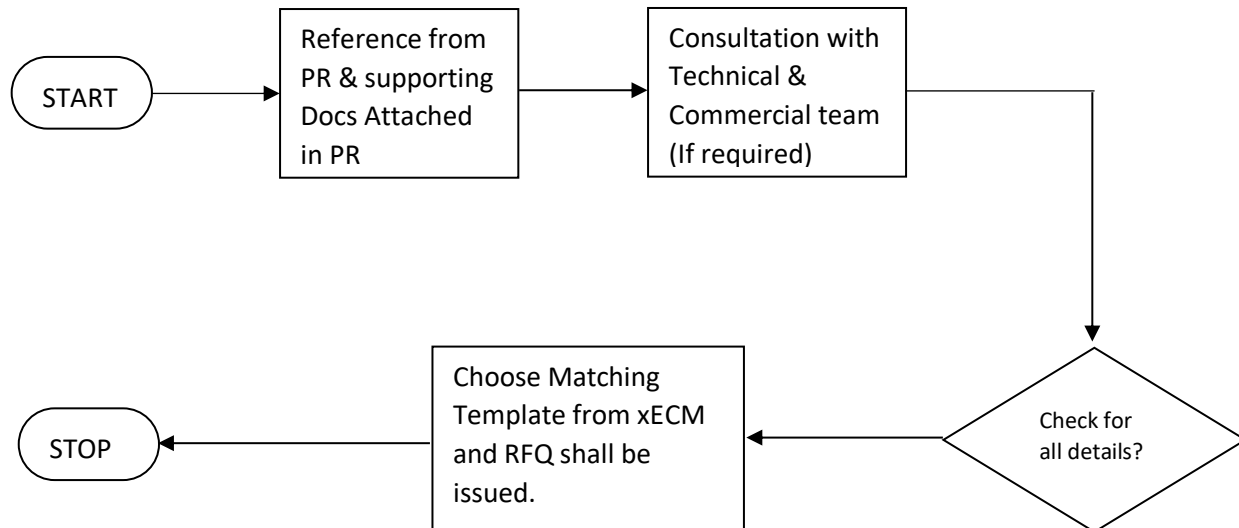 START
Reference from
PR & supporting
Docs Attached
in PR
Consultation with
Technical &
Commercial team
(If required)
Check for
all details?
Choose Matching
Template from xECM
and RFQ shall be
issued.
STOP